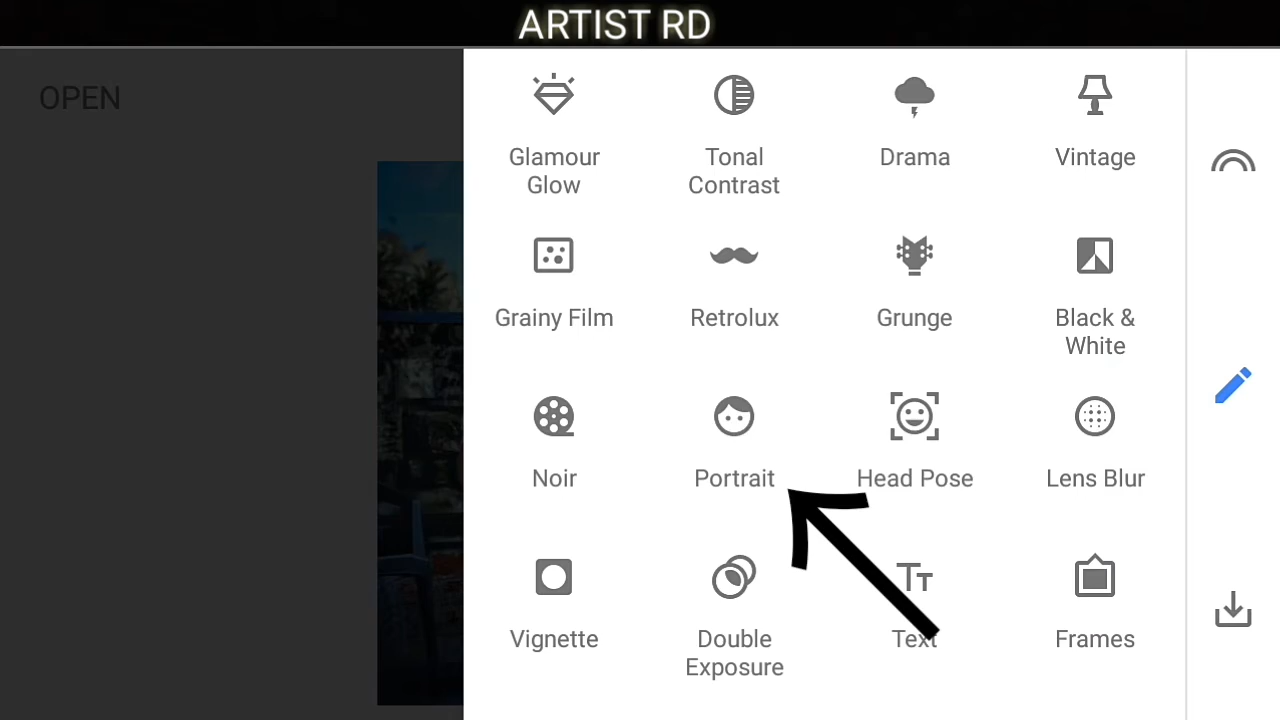 ARTIST RD
OPEN
Glamour
Glow
Tonal
Contrast
Drama
Vintage
Grainy Film
Retrolux
Grunge
Black &
White
Noir
Portrait
Head Pose
Lens Blur
Vignette
Double
Exposure
Text
Frames